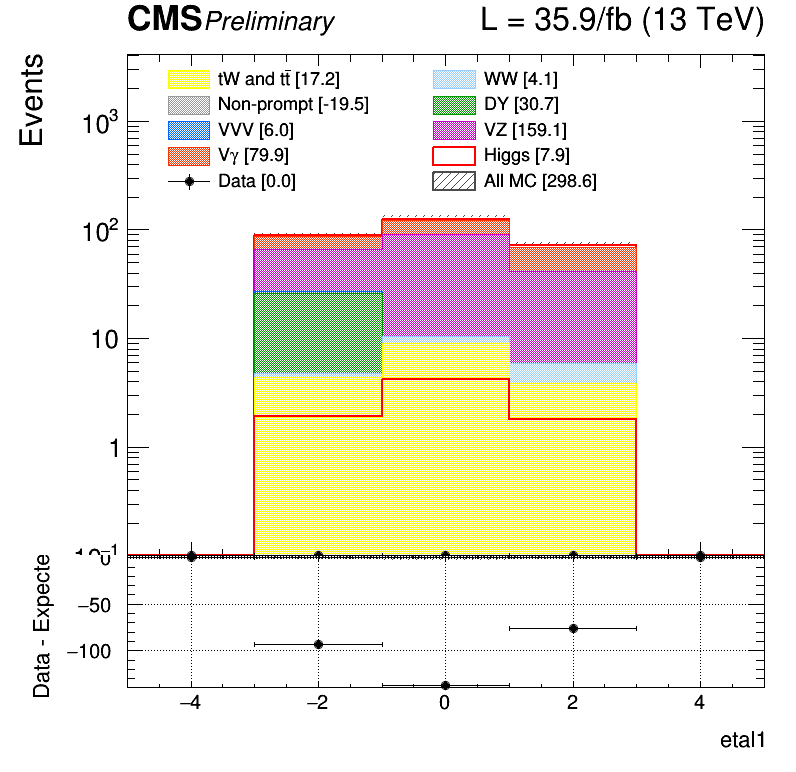 CMS Preliminary L = 35.9/fb (13 TeV)
Events
tW and tt̄ [17.2] WW [4.1]
Non-prompt [-19.5] DY [30.7]
VVV [6.0] VZ [159.1]
Vγ [79.9] Higgs [7.9]
Data [0.0] All MC [298.6]
10³
10²
10
1
0
Data - Expecte
−50
−100
−4 −2 0 2 4
etal1